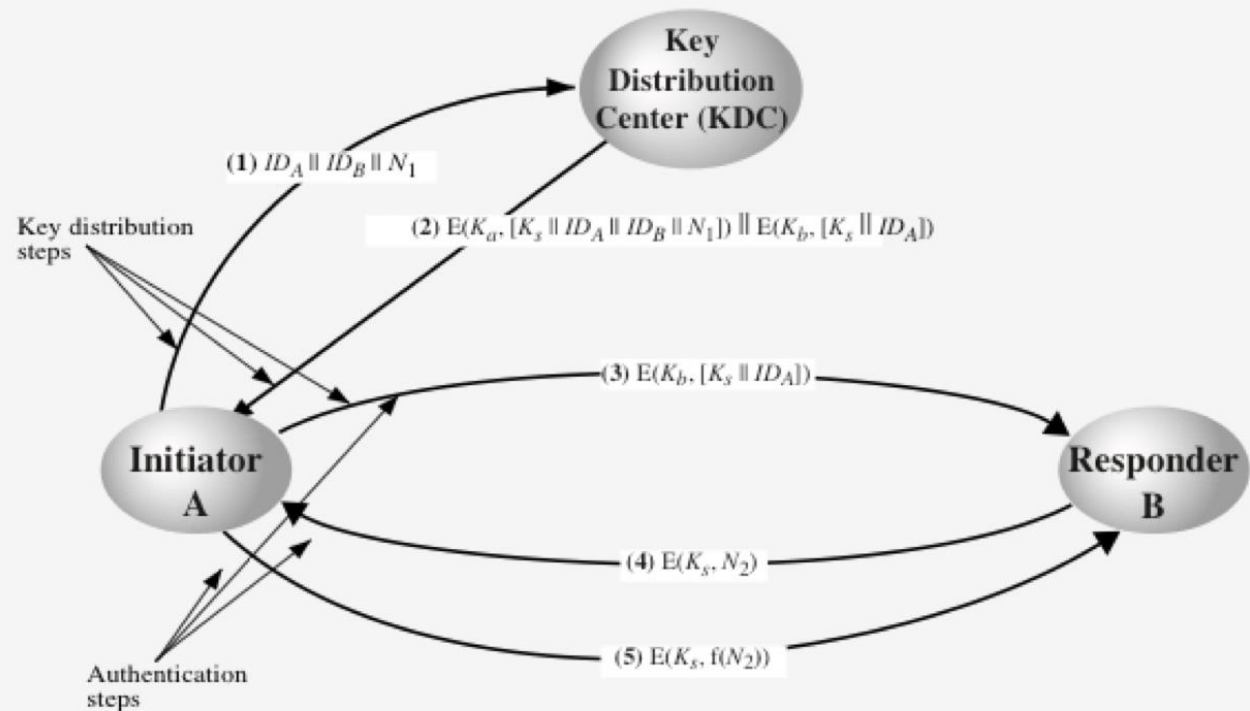 Key
Distribution
Center (KDC)
(1) ID_A || ID_B || N_1
Key distribution
steps
(2) E(K_a, [K_s || ID_A || ID_B || N_1]) || E(K_b, [K_s || ID_A])
(3) E(K_b, [K_s || ID_A])
Initiator
A
Responder
B
(4) E(K_s, N_2)
(5) E(K_s, f(N_2))
Authentication
steps